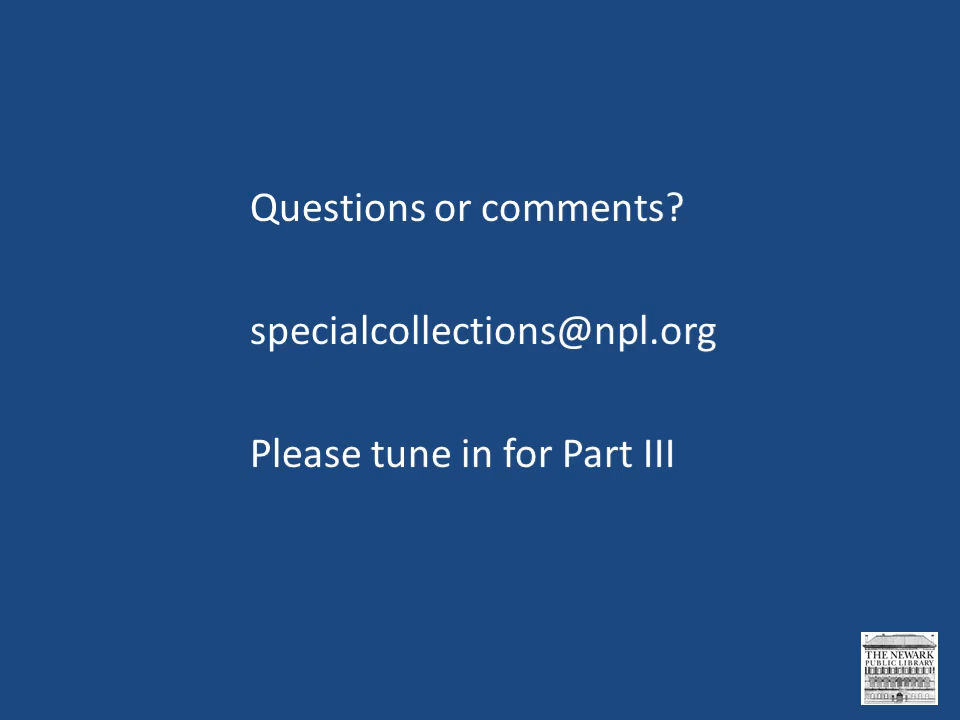 Questions or comments?
specialcollections@npl.org
Please tune in for Part III
THE NEWARK
PUBLIC LIBRARY